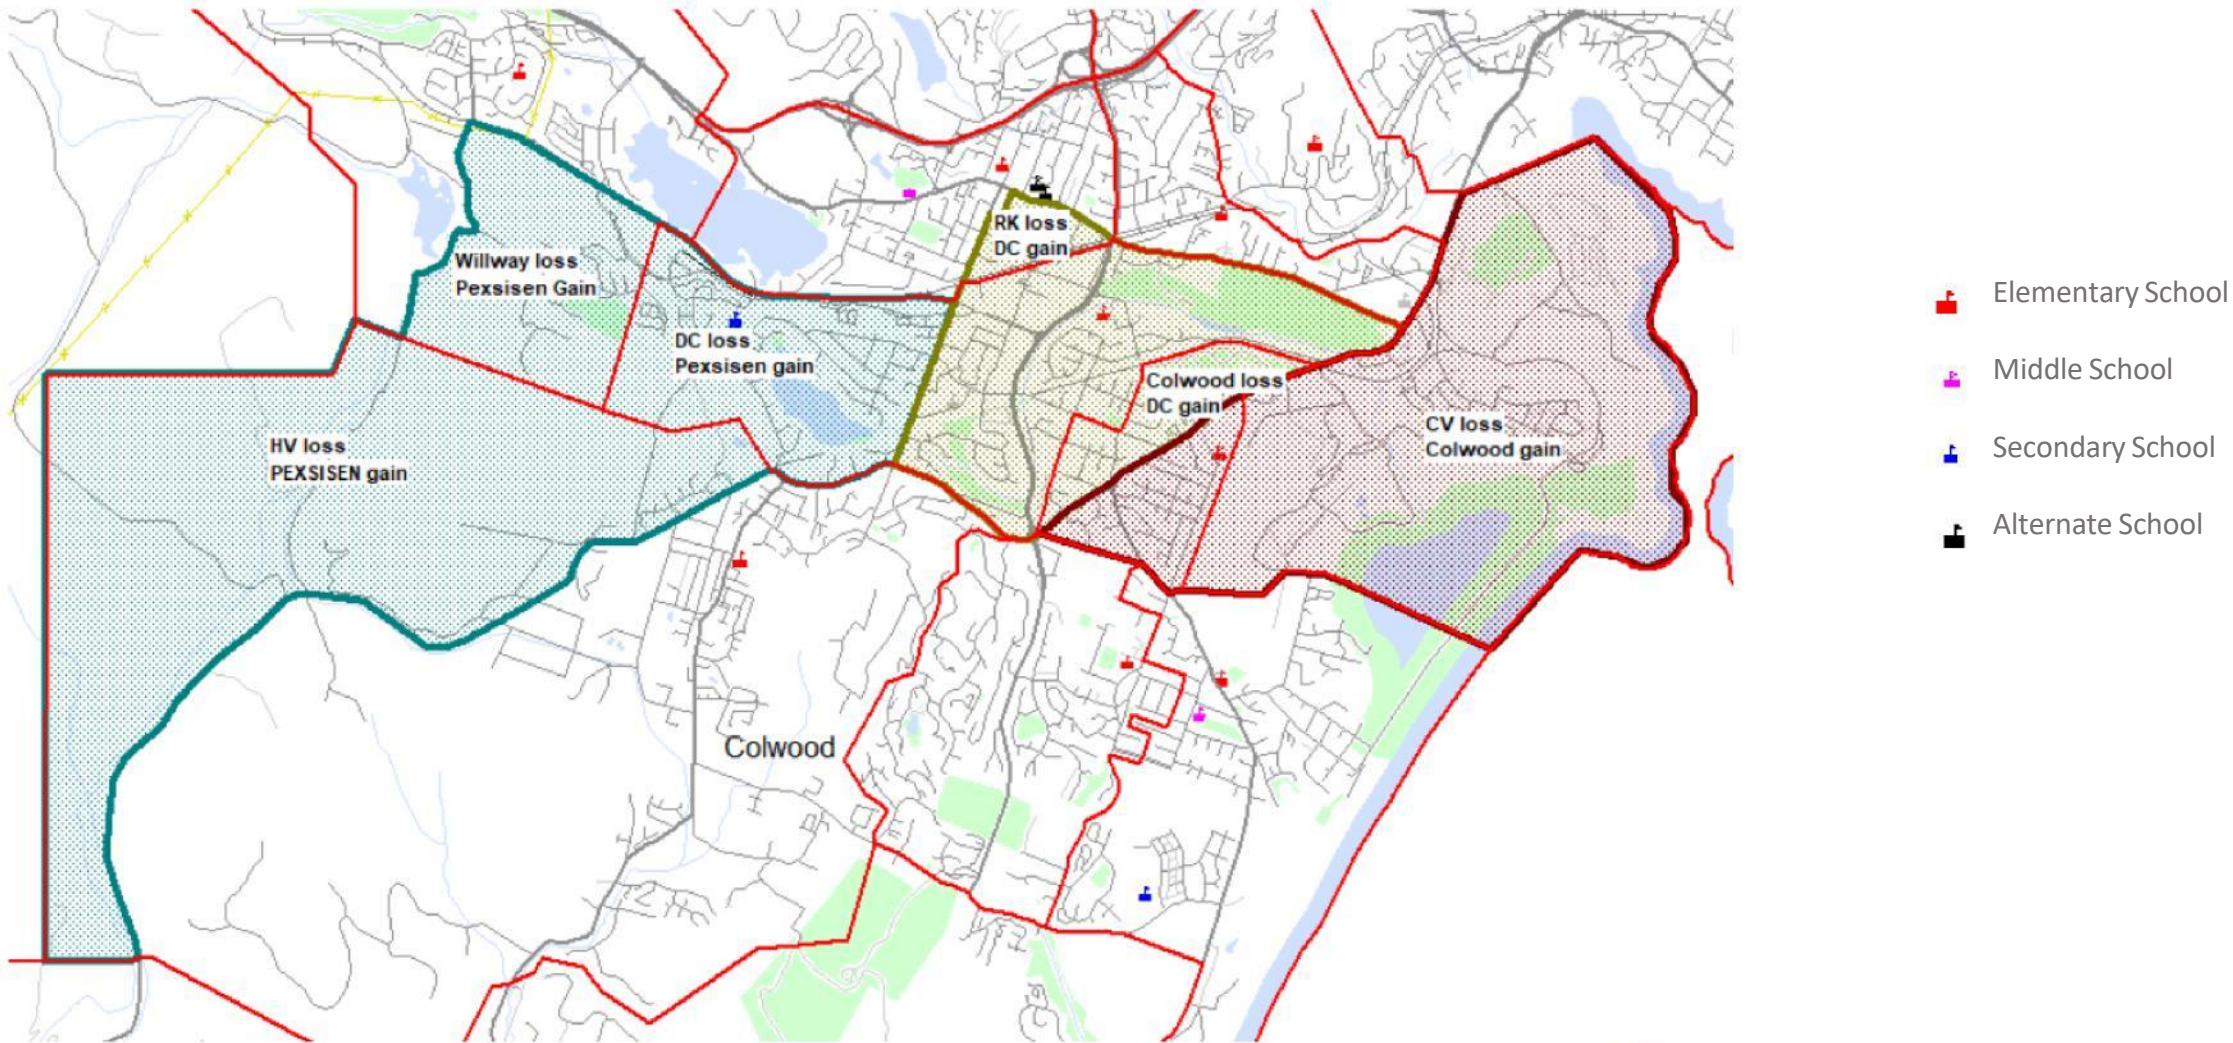 RK loss
DC gain
Willway loss
Pexsisen Gain
DC loss
Pexsisen gain
Colwood loss
DC gain
CV loss
Colwood gain
HV loss
PEXSISEN gain
Colwood
Elementary School
Middle School
Secondary School
Alternate School